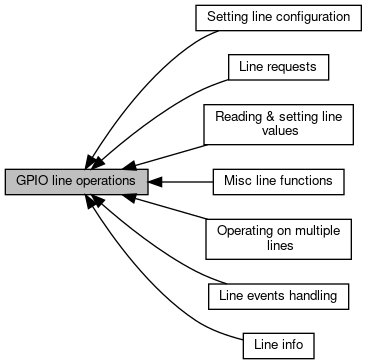 Setting line configuration
Line requests
Reading & setting line
values
GPIO line operations
Misc line functions
Operating on multiple
lines
Line events handling
Line info